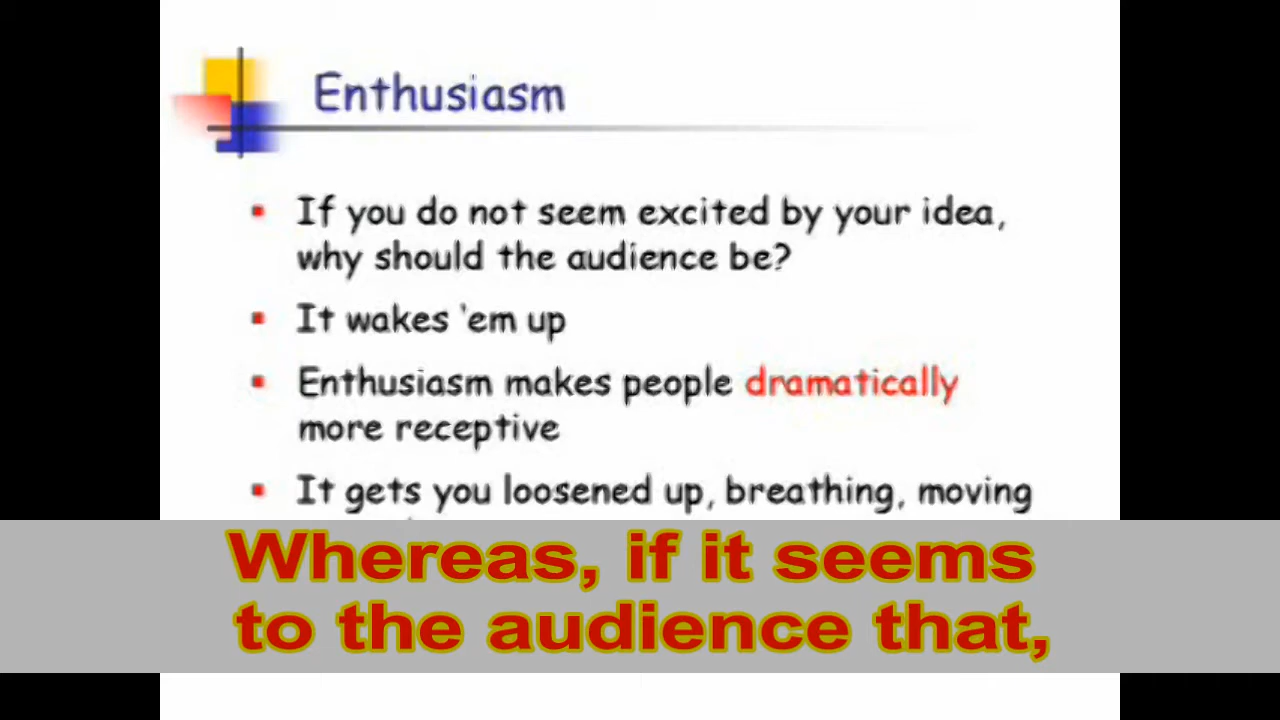 Enthusiasm
If you do not seem excited by your idea,
why should the audience be?
It wakes 'em up
Enthusiasm makes people dramatically
more receptive
It gets you loosened up, breathing, moving
Whereas, if it seems
to the audience that,